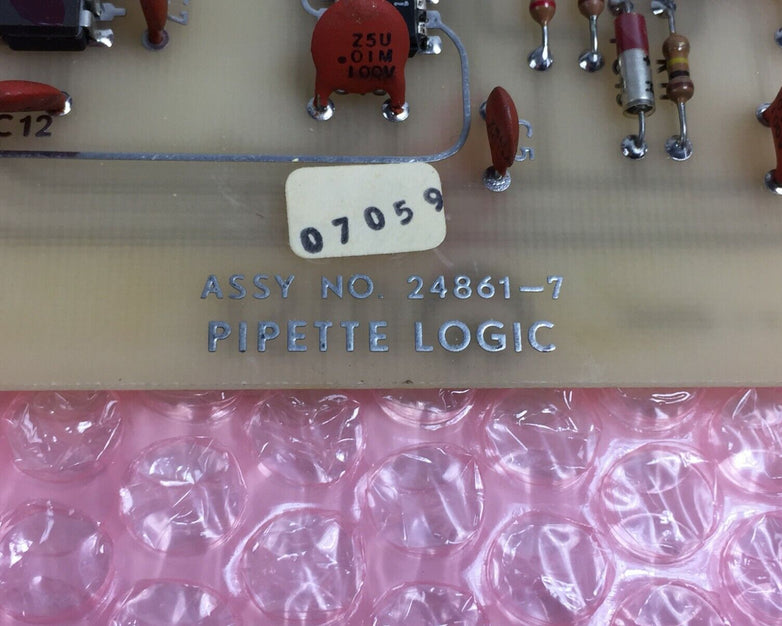 Z5U
.01M
100V
C12
07059
ASSY NO. 24861-7
PIPETTE LOGIC